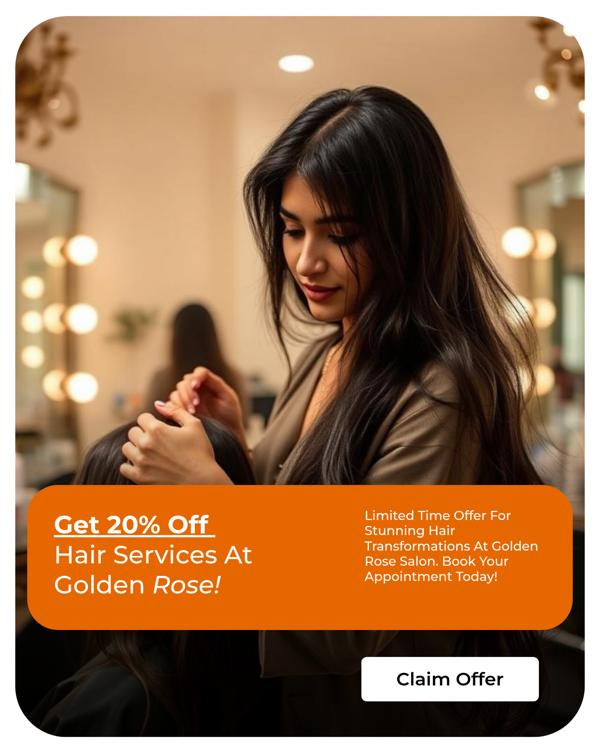 Get 20% Off
Hair Services At
Golden Rose!
Limited Time Offer For
Stunning Hair
Transformations At Golden
Rose Salon. Book Your
Appointment Today!
Claim Offer